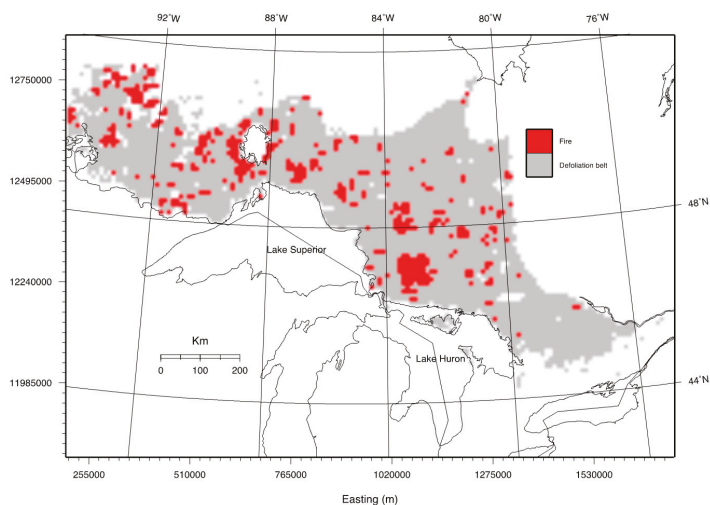 92°W 88°W 84°W 80°W 76°W
12750000
Fire
Defoliation belt
12495000
48°N
Lake Superior
12240000
Km
0 50 100 200
Lake Huron
11985000
44°N
255000 510000 765000 1020000 1275000 1530000
Easting (m)